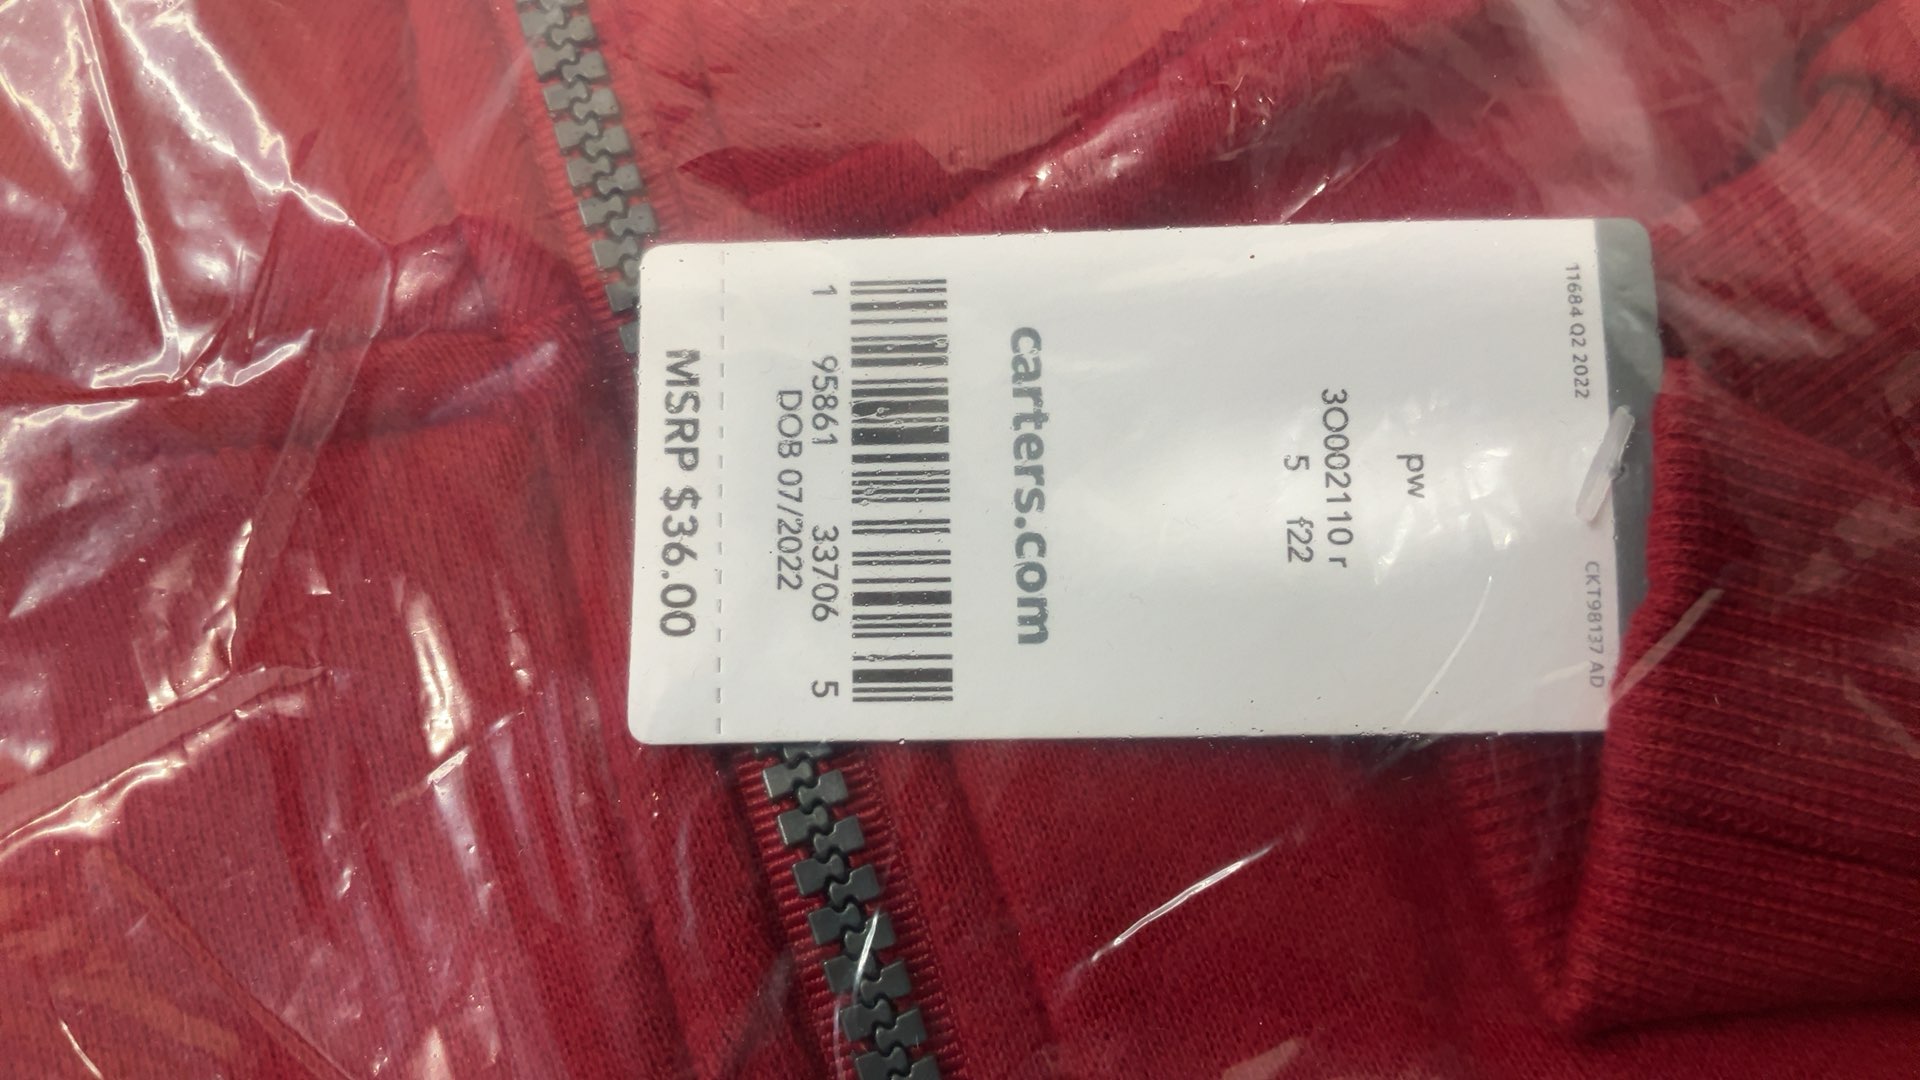 11684 Q2 2022
CKT98137 AD
pw
3O002110 r
5 f22
carters.com
1 95861 33706 5
DOB 07/2022
MSRP $36.00